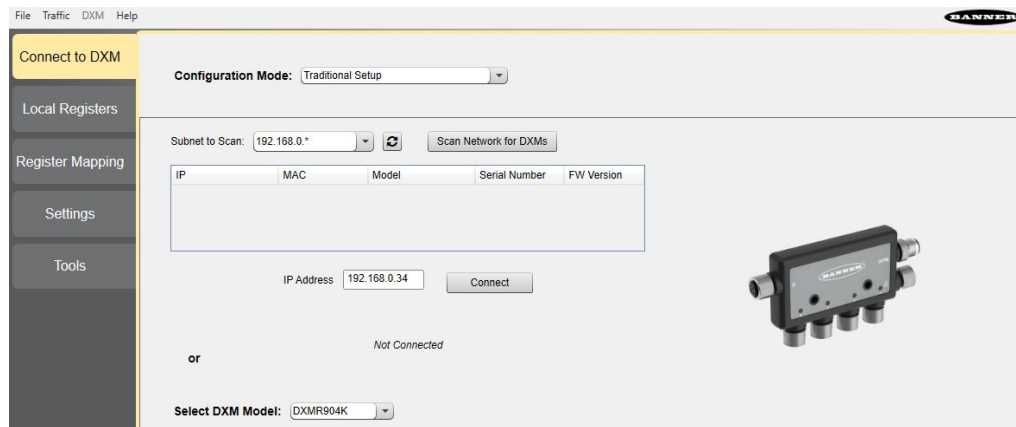 File Traffic DXM Help
BANNER
Connect to DXM
Configuration Mode: Traditional Setup
Local Registers
Subnet to Scan: 192.168.0.* Scan Network for DXMs
Register Mapping
IP MAC Model Serial Number FW Version
Settings
Tools
IP Address 192.168.0.34 Connect
BANNER
Not Connected
or
Select DXM Model: DXMR904K